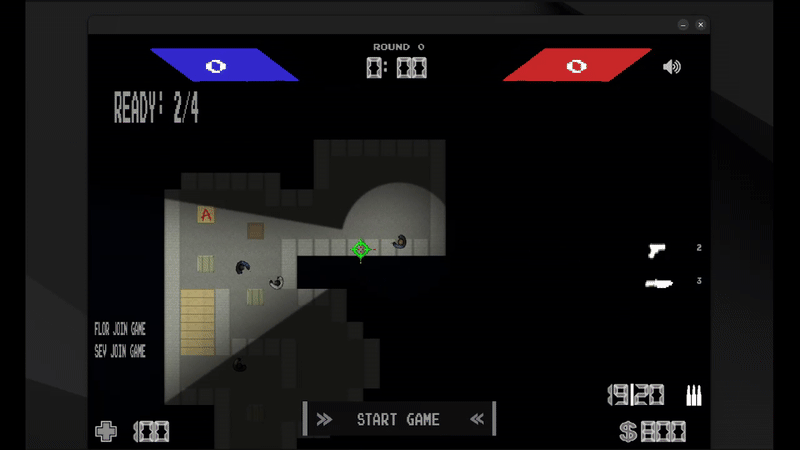 ROUND 0
0 0:00 0
READY: 2/4
A
2
3
FLOR JOIN GAME
SEV JOIN GAME
19|20
START GAME
100
$800